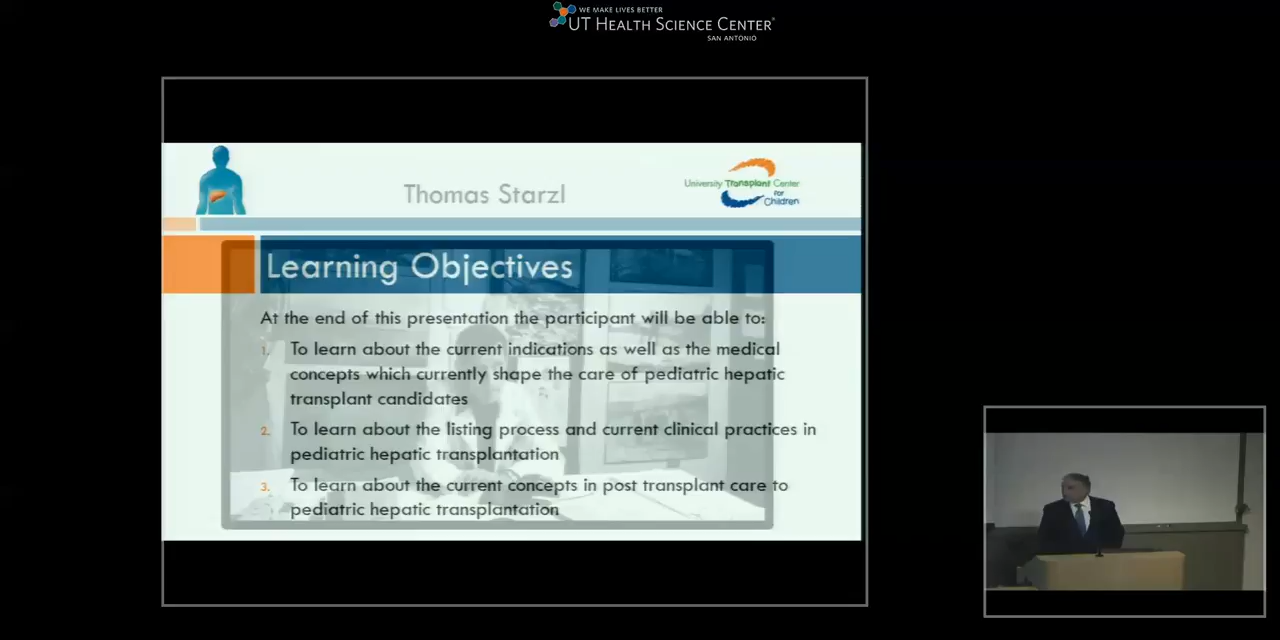 WE MAKE LIVES BETTER
UT HEALTH SCIENCE CENTER
SAN ANTONIO
Thomas Starzl
University Transplant Center
for
Children
Learning Objectives
At the end of this presentation the participant will be able to:
1. To learn about the current indications as well as the medical
concepts which currently shape the care of pediatric hepatic
transplant candidates
2. To learn about the listing process and current clinical practices in
pediatric hepatic transplantation
3. To learn about the current concepts in post transplant care to
pediatric hepatic transplantation